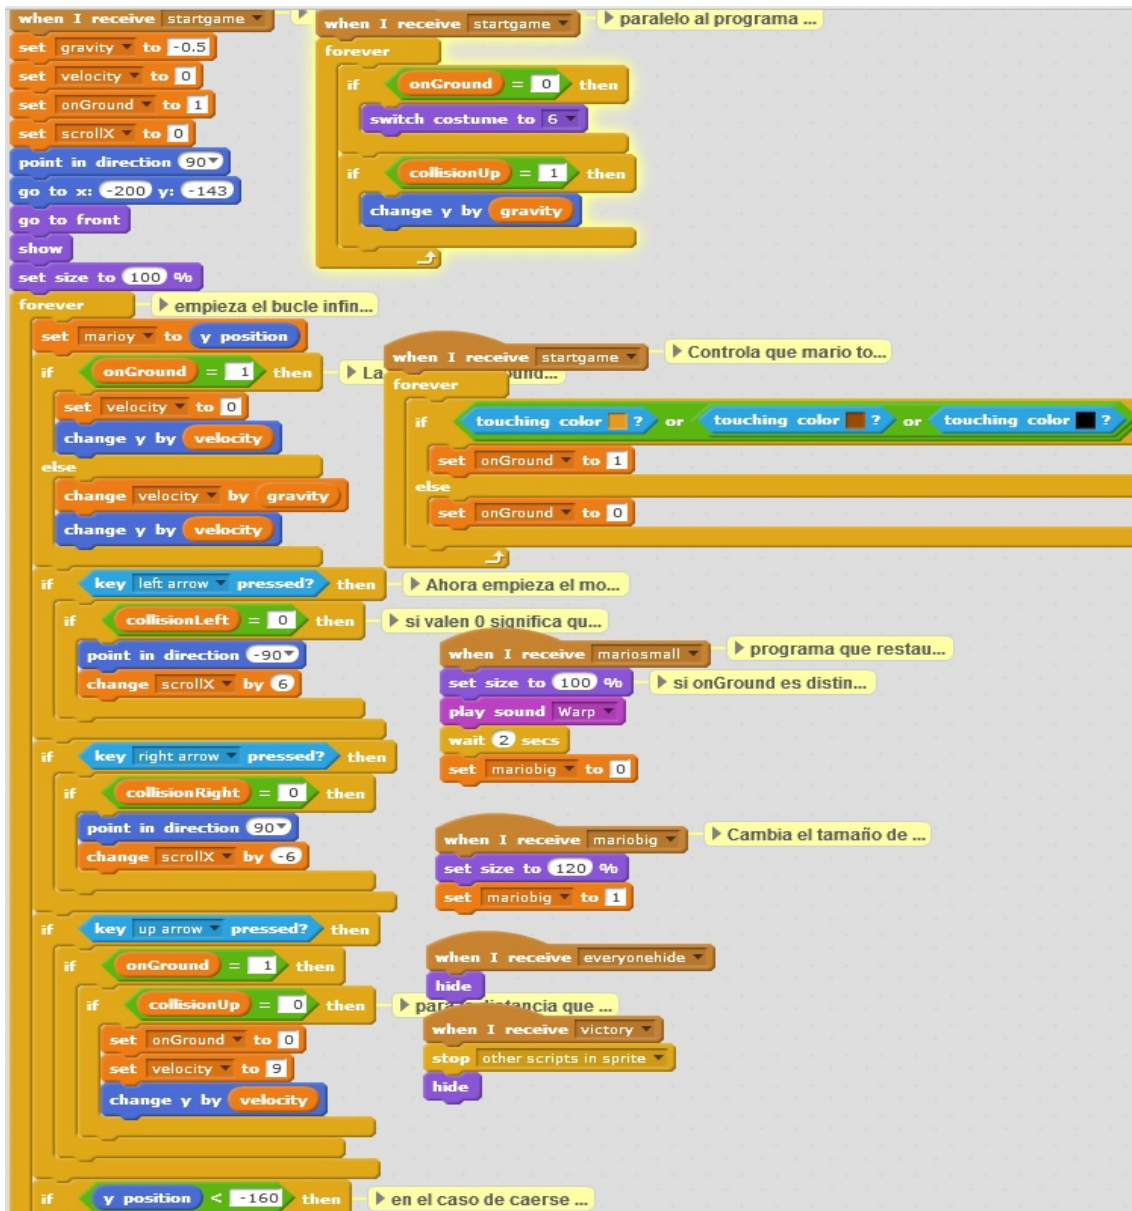 when I receive startgame
set gravity to -0.5
set velocity to 0
set onGround to 1
set scrollX to 0
point in direction 90
go to x: -200 y: -143
go to front
show
set size to 100 %
forever
empieza el bucle infin...
set marioy to y position
if onGround = 1 then
La
ound...
set velocity to 0
change y by velocity
else
change velocity by gravity
change y by velocity
if key left arrow pressed? then
Ahora empieza el mo...
if collisionLeft = 0 then
si valen 0 significa qu...
point in direction -90
change scrollX by 6
if key right arrow pressed? then
if collisionRight = 0 then
point in direction 90
change scrollX by -6
if key up arrow pressed? then
if onGround = 1 then
if collisionUp = 0 then
distancia que ...
set onGround to 0
set velocity to 9
change y by velocity
if y position < -160 then
en el caso de caerse ...
when I receive startgame
paralelo al programa ...
forever
if onGround = 0 then
switch costume to 6
if collisionUp = 1 then
change y by gravity
when I receive startgame
Controla que mario to...
forever
if touching color ? or touching color ? or touching color ?
set onGround to 1
else
set onGround to 0
when I receive mariosmall
programa que restau...
set size to 100 %
si onGround es distin...
play sound Warp
wait 2 secs
set mariobig to 0
when I receive mariobig
Cambia el tamaño de ...
set size to 120 %
set mariobig to 1
when I receive everyonehide
hide
when I receive victory
stop other scripts in sprite
hide